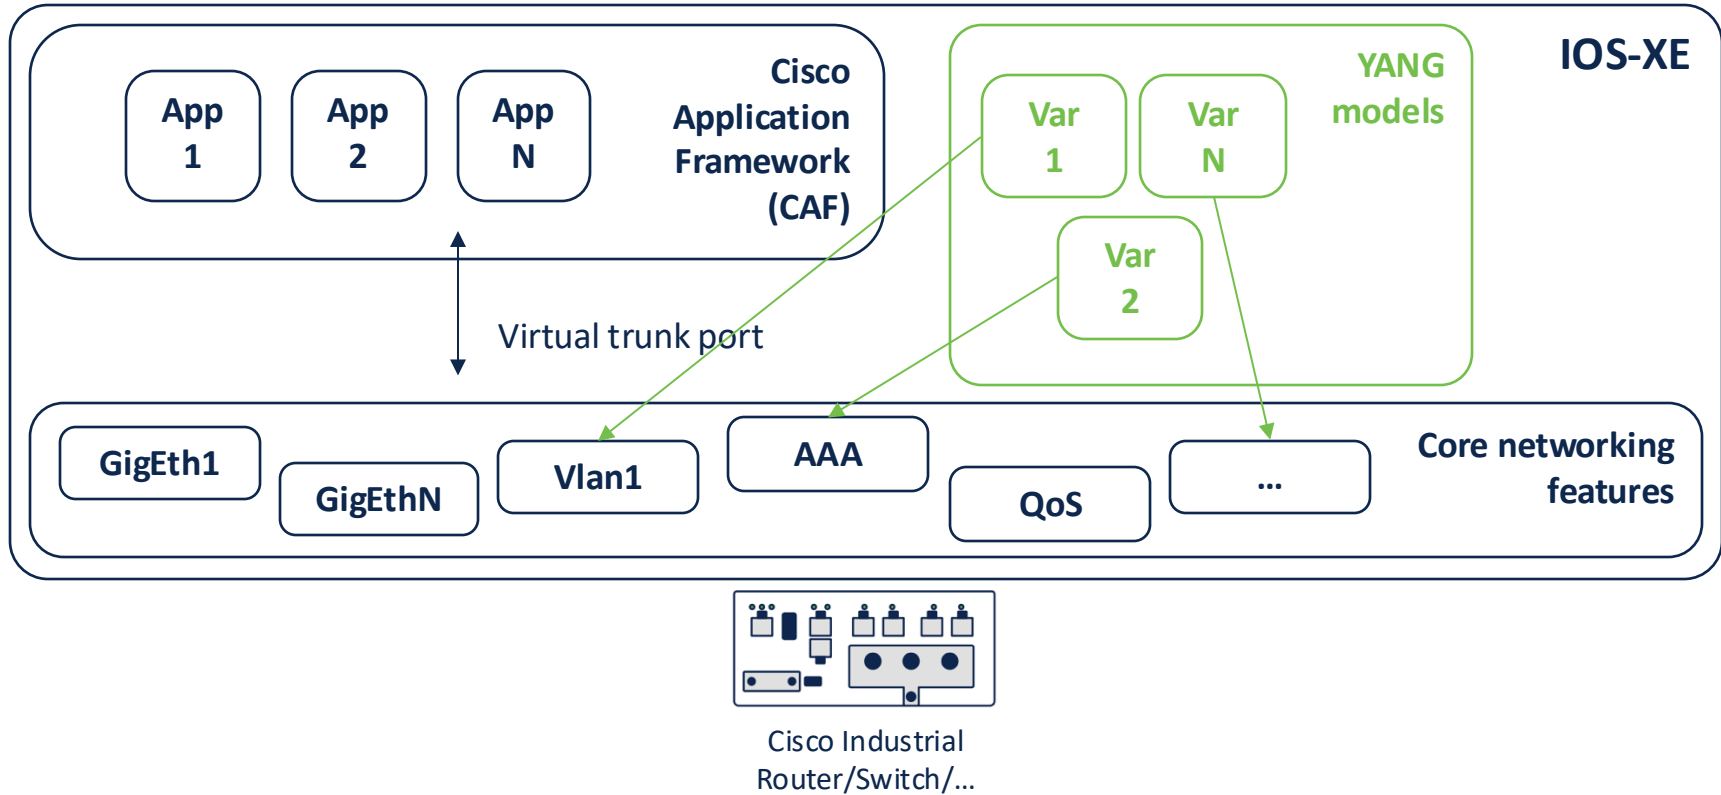 IOS-XE
Cisco
Application
Framework
(CAF)
App
1
App
2
App
N
YANG
models
Var
1
Var
N
Var
2
Virtual trunk port
Core networking
features
GigEth1
GigEthN
Vlan1
AAA
QoS
...
Cisco Industrial
Router/Switch/...